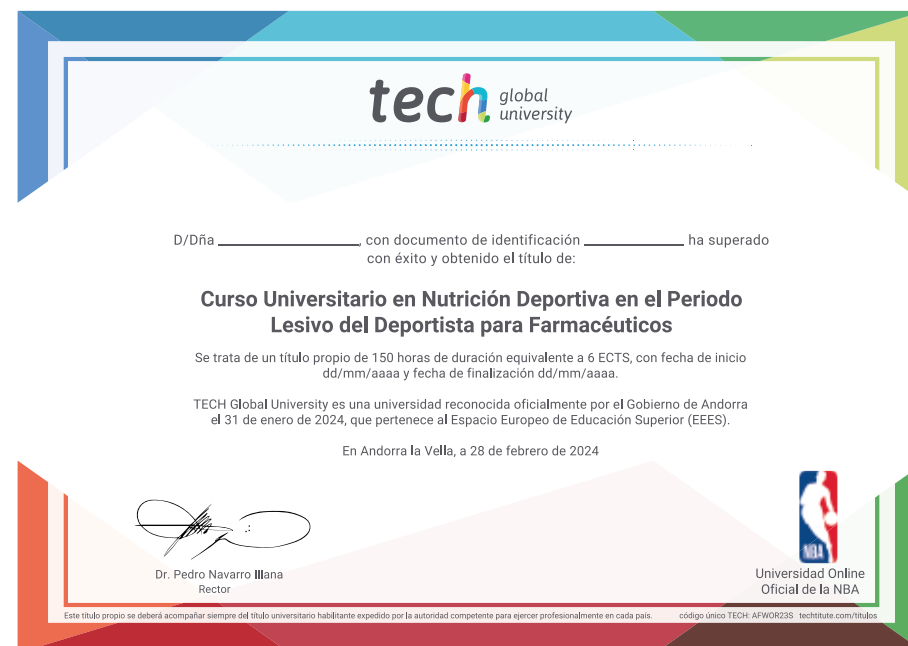 tech global university
D/Dña ____________________, con documento de identificación ______________ ha superado
con éxito y obtenido el título de:
Curso Universitario en Nutrición Deportiva en el Periodo
Lesivo del Deportista para Farmacéuticos
Se trata de un título propio de 150 horas de duración equivalente a 6 ECTS, con fecha de inicio
dd/mm/aaaa y fecha de finalización dd/mm/aaaa.
TECH Global University es una universidad reconocida oficialmente por el Gobierno de Andorra
el 31 de enero de 2024, que pertenece al Espacio Europeo de Educación Superior (EEES).
En Andorra la Vella, a 28 de febrero de 2024
Dr. Pedro Navarro Illana
Rector
NBA
Universidad Online
Oficial de la NBA
Este título propio se deberá acompañar siempre del título universitario habilitante expedido por la autoridad competente para ejercer profesionalmente en cada país. código único TECH: AFWOR23S techtitute.com/titulos